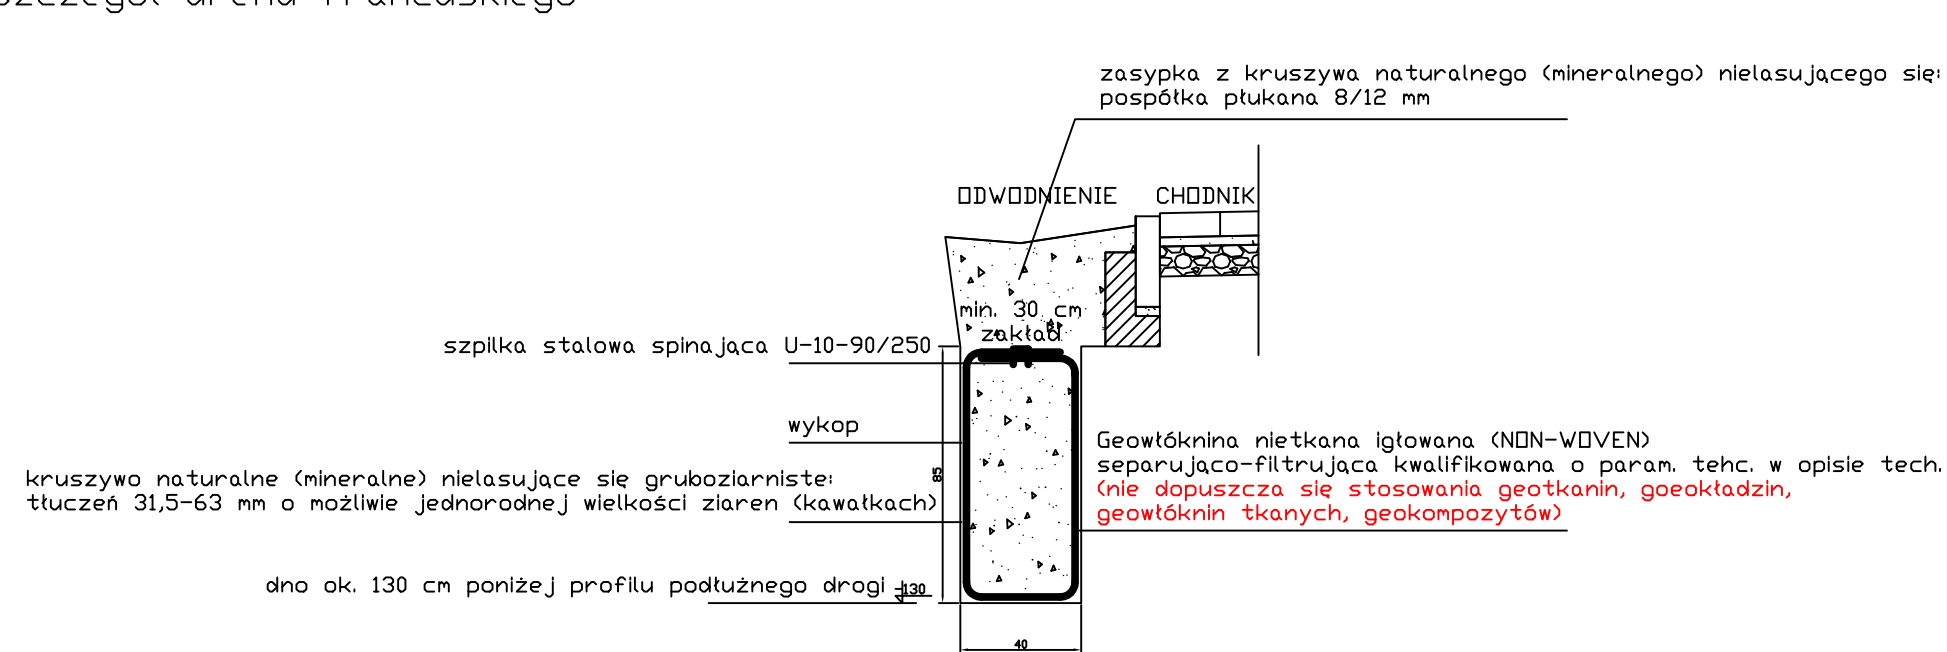 szczegół drenu francuskiego
zasypka z kruszywa naturalnego (mineralnego) nielasującego się:
pospółka płukana 8/12 mm
ODWODNIENIE
CHODNIK
min. 30 cm
zakład
szpilka stalowa spinająca U-10-90/250
wykop
Geowłóknina nietkana igłowana (NON-WOVEN)
separująco-filtrująca kwalifikowana o param. tehc. w opisie tech.
(nie dopuszcza się stosowania geotkanin, goeokładzin,
geowłóknin tkanych, geokompozytów)
kruszywo naturalne (mineralne) nielasujące się gruboziarniste:
tłuczeń 31,5-63 mm o możliwie jednorodnej wielkości ziaren (kawałkach)
85
dno ok. 130 cm poniżej profilu podłużnego drogi
-130
40